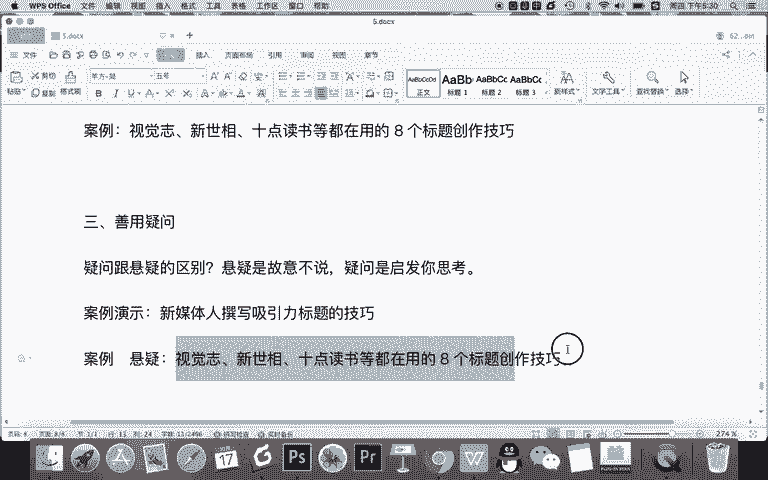 WPS Office 文件 编辑 视图 插入 格式 工具 表格 工作区 窗口 帮助 周四 下午5:30
5.docx
5.docx +
文件 插入 页面布局 引用 审阅 视图 章节
剪切 五号 AaBbCcDd AaBb AaBbCc AaBbCc
粘贴 复制 格式刷 B I U A 正文 标题 1 标题 2 标题 3 新样式 文字工具 查找替换 选择
案例：视觉志、新世相、十点读书等都在用的 8 个标题创作技巧
三、善用疑问
疑问跟悬疑的区别？悬疑是故意不说，疑问是启发你思考。
案例演示：新媒体人撰写吸引力标题的技巧
案例 悬疑：视觉志、新世相、十点读书等都在用的 8 个标题创作技巧
274%
17
Ps
Pr